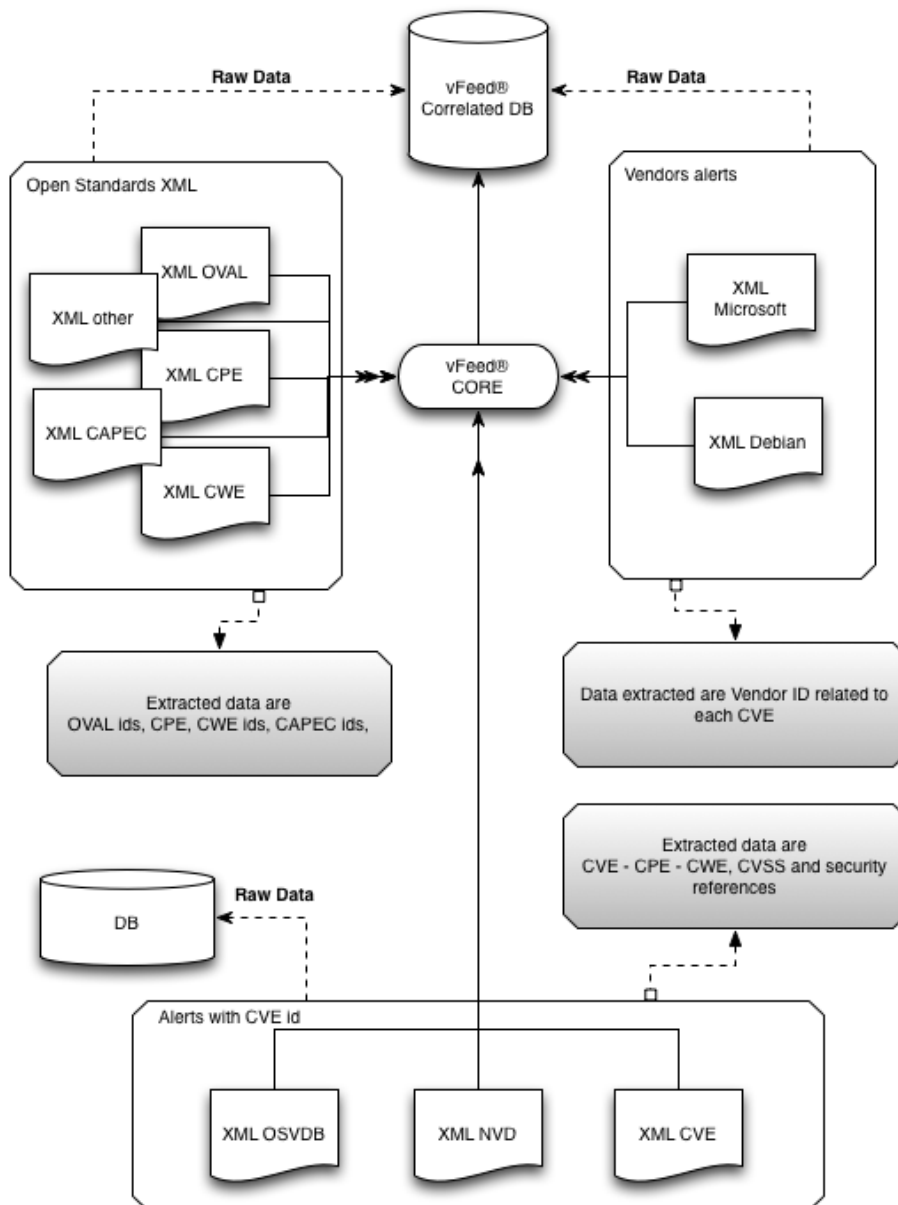 vFeed®
Correlated DB
Raw Data
Raw Data
Open Standards XML
XML OVAL
XML other
XML CPE
XML CAPEC
XML CWE
vFeed®
CORE
Vendors alerts
XML
Microsoft
XML Debian
Extracted data are
OVAL ids, CPE, CWE ids, CAPEC ids,
Data extracted are Vendor ID related to
each CVE
Extracted data are
CVE - CPE - CWE, CVSS and security
references
DB
Raw Data
Alerts with CVE id
XML OSVDB
XML NVD
XML CVE